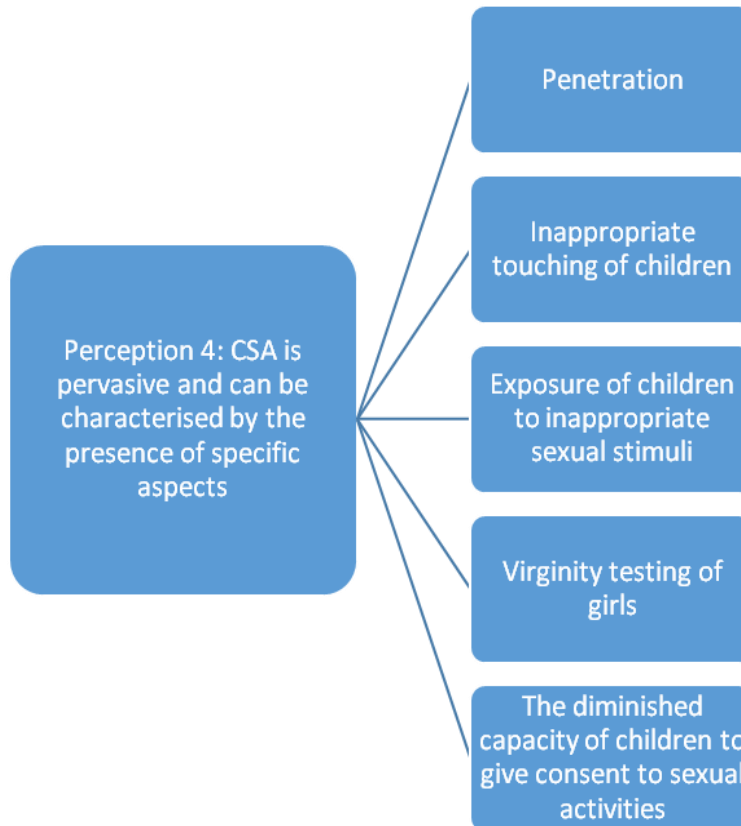 Perception 4: CSA is
pervasive and can be
characterised by the
presence of specific
aspects
Penetration
Inappropriate
touching of children
Exposure of children
to inappropriate
sexual stimuli
Virginity testing of
girls
The diminished
capacity of children to
give consent to sexual
activities